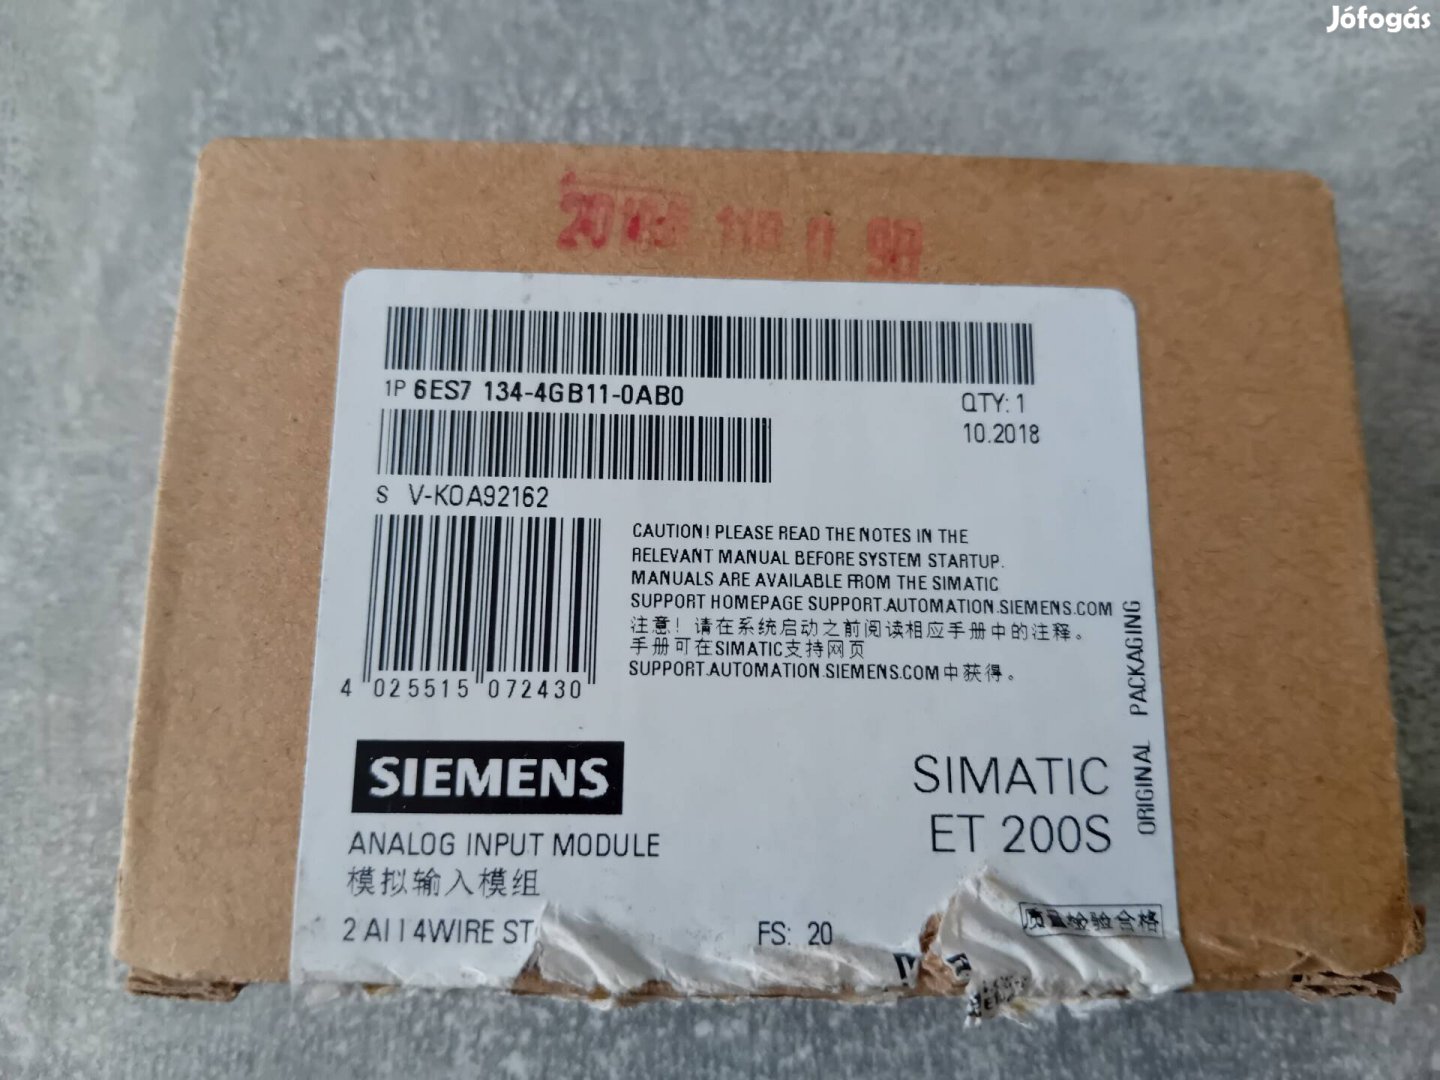 Jófogás
1P 6ES7 134-4GB11-0AB0
QTY: 1
10.2018
S V-K0A92162
CAUTION! PLEASE READ THE NOTES IN THE
RELEVANT MANUAL BEFORE SYSTEM STARTUP.
MANUALS ARE AVAILABLE FROM THE SIMATIC
SUPPORT HOMEPAGE SUPPORT.AUTOMATION.SIEMENS.COM
注意！请在系统启动之前阅读相应手册中的注释。
手册可在SIMATIC支持网页
SUPPORT.AUTOMATION.SIEMENS.COM中获得。
4 025515 072430
ORIGINAL PACKAGING
SIEMENS
SIMATIC
ET 200S
ANALOG INPUT MODULE
模拟输入模组
2 AI I 4WIRE ST
FS: 20
质量检验合格